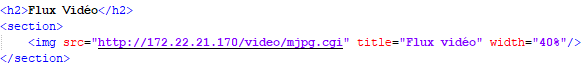 <h2>Flux Vidéo</h2>
<section>
<img src="http://172.22.21.170/video/mjpg.cgi" title="Flux vidéo" width="40%"/>
</section>